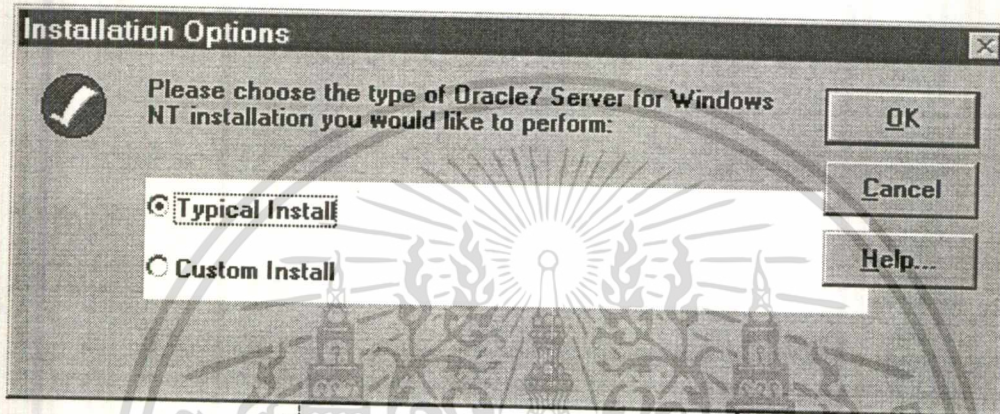 Installation Options
Please choose the type of Oracle7 Server for Windows
NT installation you would like to perform:
Typical Install
Custom Install
OK
Cancel
Help...